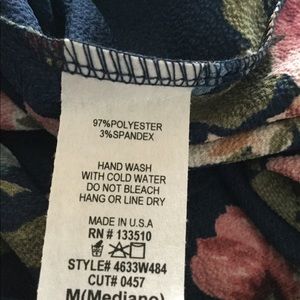 97%POLYESTER
3%SPANDEX
HAND WASH
WITH COLD WATER
DO NOT BLEACH
HANG OR LINE DRY
MADE IN U.S.A
RN # 133510
STYLE# 4633W484
CUT# 0457
M(Mediano)